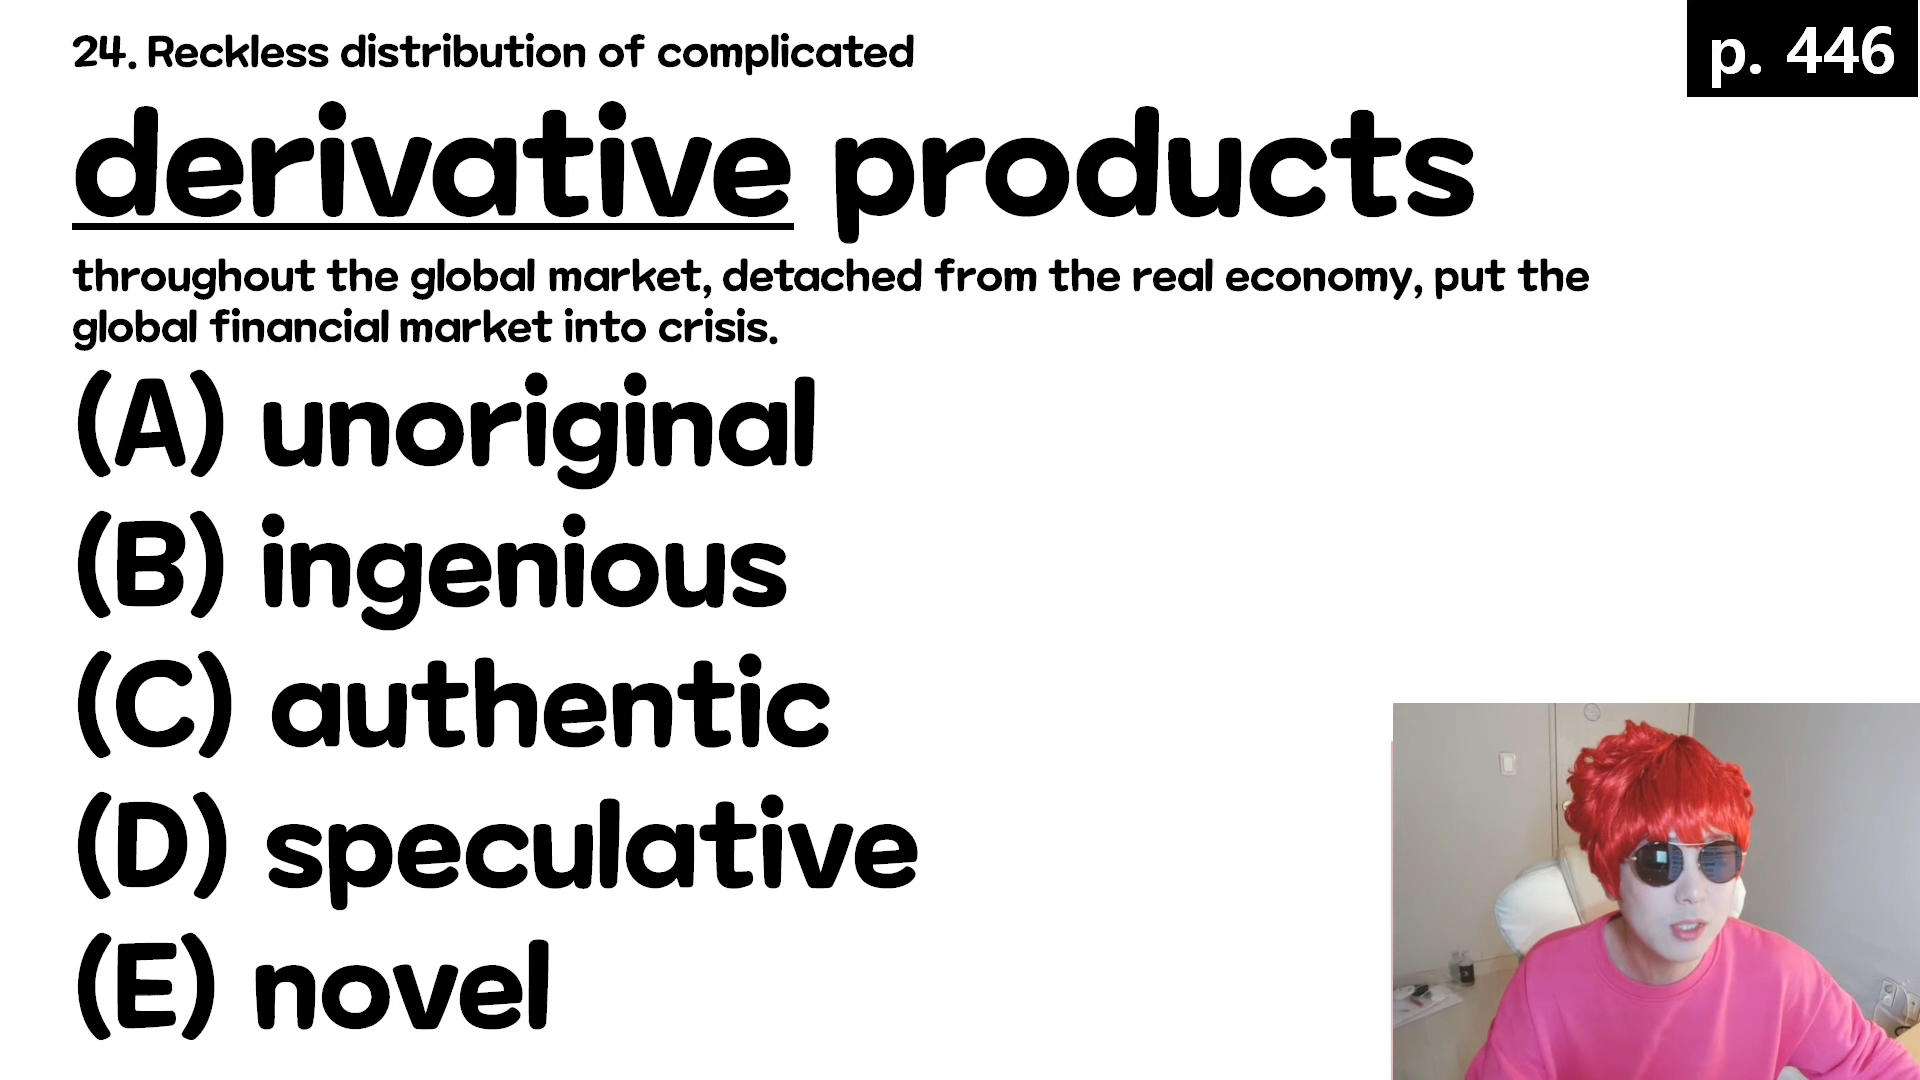 24. Reckless distribution of complicated
derivative products
throughout the global market, detached from the real economy, put the
global financial market into crisis.
(A) unoriginal
(B) ingenious
(C) authentic
(D) speculative
(E) novel
p. 446